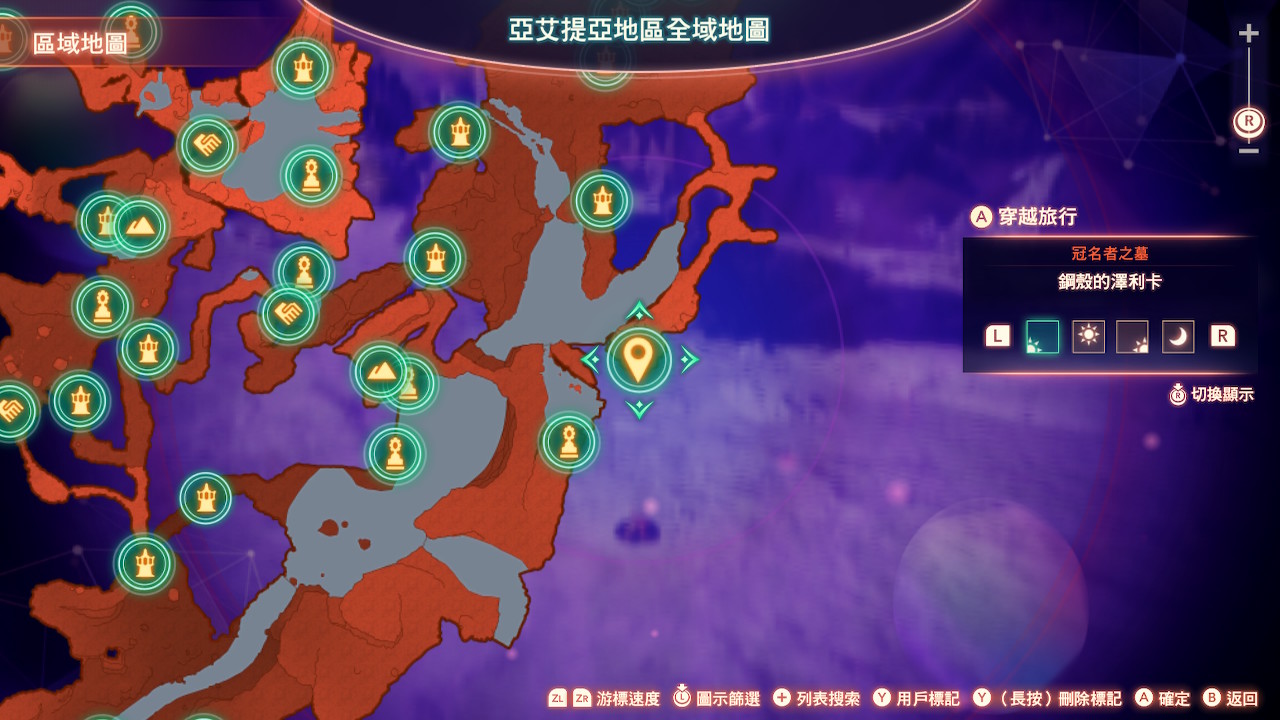 亞艾提亞地區全域地圖
區域地圖
R
A 穿越旅行
冠名者之墓
鋼殼的澤利卡
L R
R 切換顯示
ZL ZR 游標速度 L 圖示篩選 + 列表搜索 Y 用戶標記 Y （長按）刪除標記 A 確定 B 返回